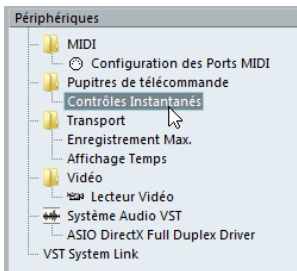 Périphériques
MIDI
Configuration des Ports MIDI
Pupitres de télécommande
Contrôles Instantanés
Transport
Enregistrement Max.
Affichage Temps
Vidéo
Lecteur Vidéo
Système Audio VST
ASIO DirectX Full Duplex Driver
VST System Link